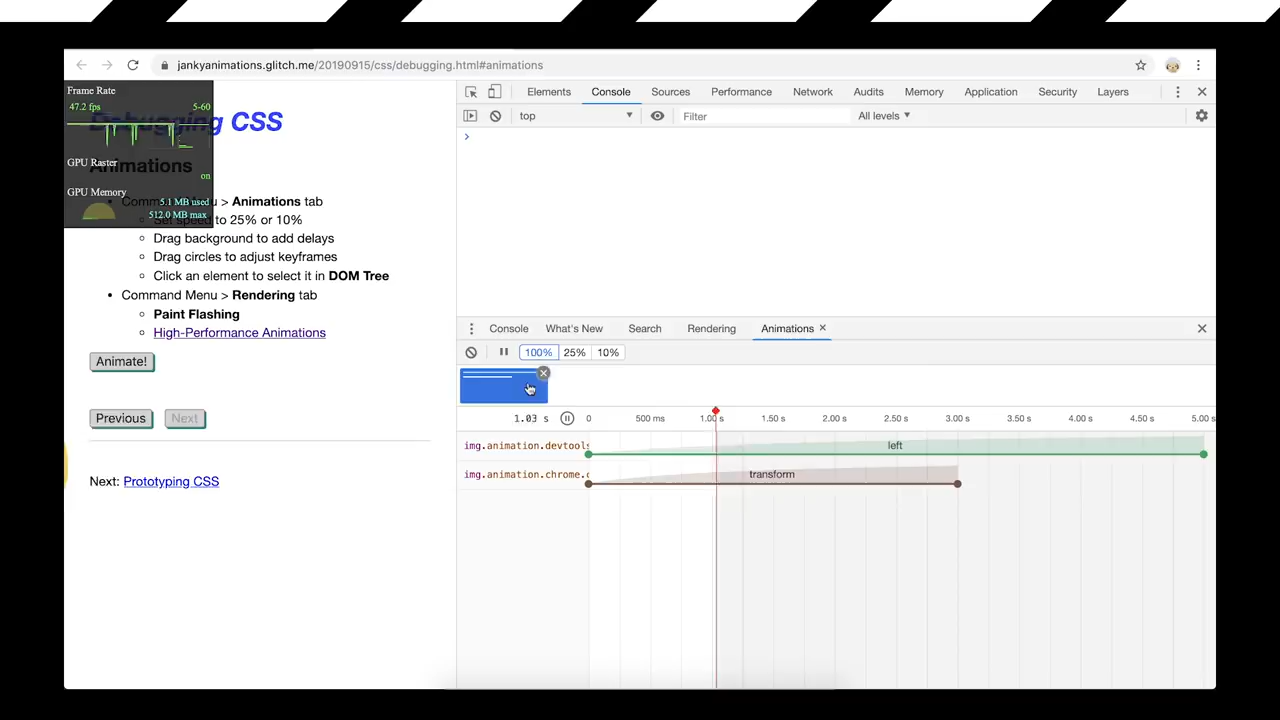 jankyanimations.glitch.me/20190915/css/debugging.html#animations
Frame Rate
47.2 fps 5-60
Debugging CSS
GPU Raster
on
Animations
GPU Memory
5.1 MB used
512.0 MB max
Animations tab
to 25% or 10%
Drag background to add delays
Drag circles to adjust keyframes
Click an element to select it in DOM Tree
Command Menu > Rendering tab
Paint Flashing
High-Performance Animations
Animate!
Previous Next
Next: Prototyping CSS
Elements Console Sources Performance Network Audits Memory Application Security Layers
top Filter All levels
Console What's New Search Rendering Animations
100% 25% 10%
1.03 s 0 500 ms 1.00 s 1.50 s 2.00 s 2.50 s 3.00 s 3.50 s 4.00 s 4.50 s 5.00 s
img.animation.devtools left
img.animation.chrome.c transform